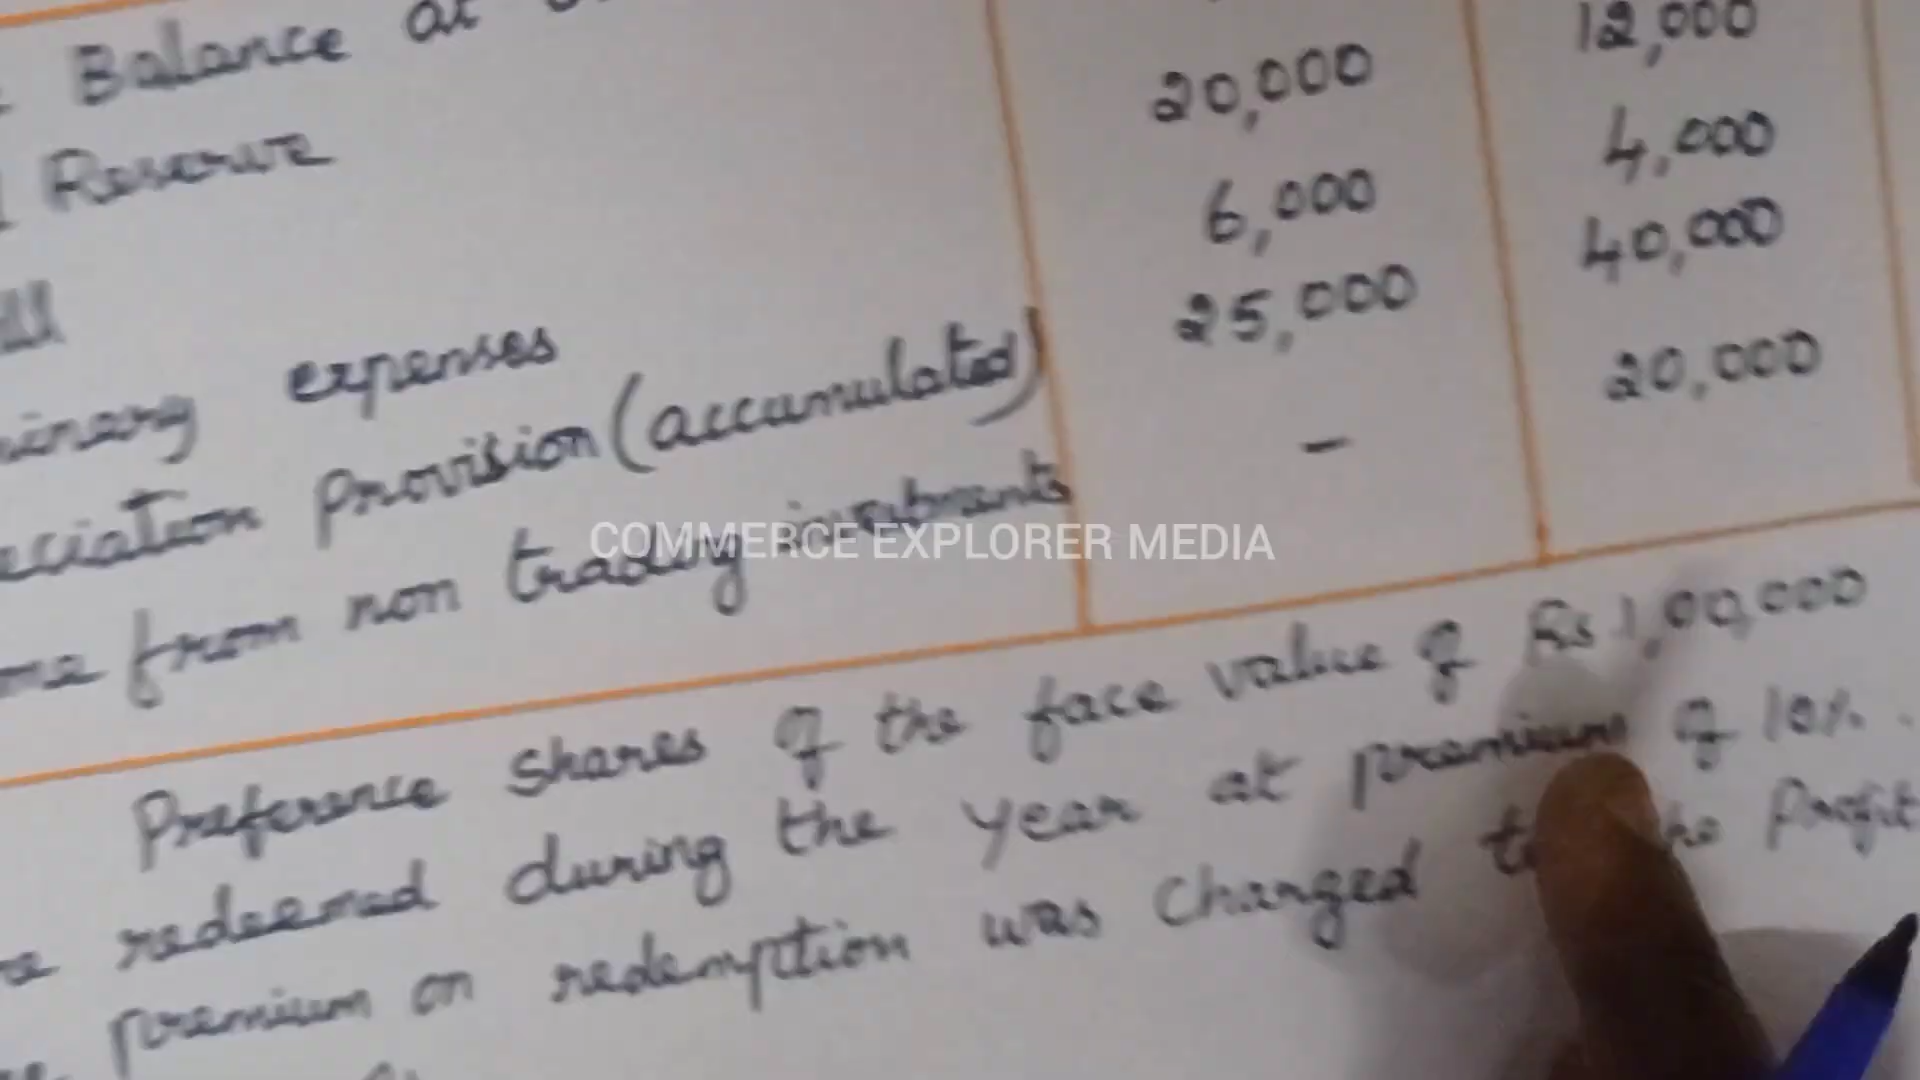 Balance at
Reserve 20,000 12,000
6,000 4,000
expenses 25,000 40,000
Provision (accumulated) - 20,000
from non trading investments
COMMERCE EXPLORER MEDIA
Preference shares of the face value of Rs 1,00,000
redeemed during the year at premium of 10%.
premium on redemption was charged to the Profit